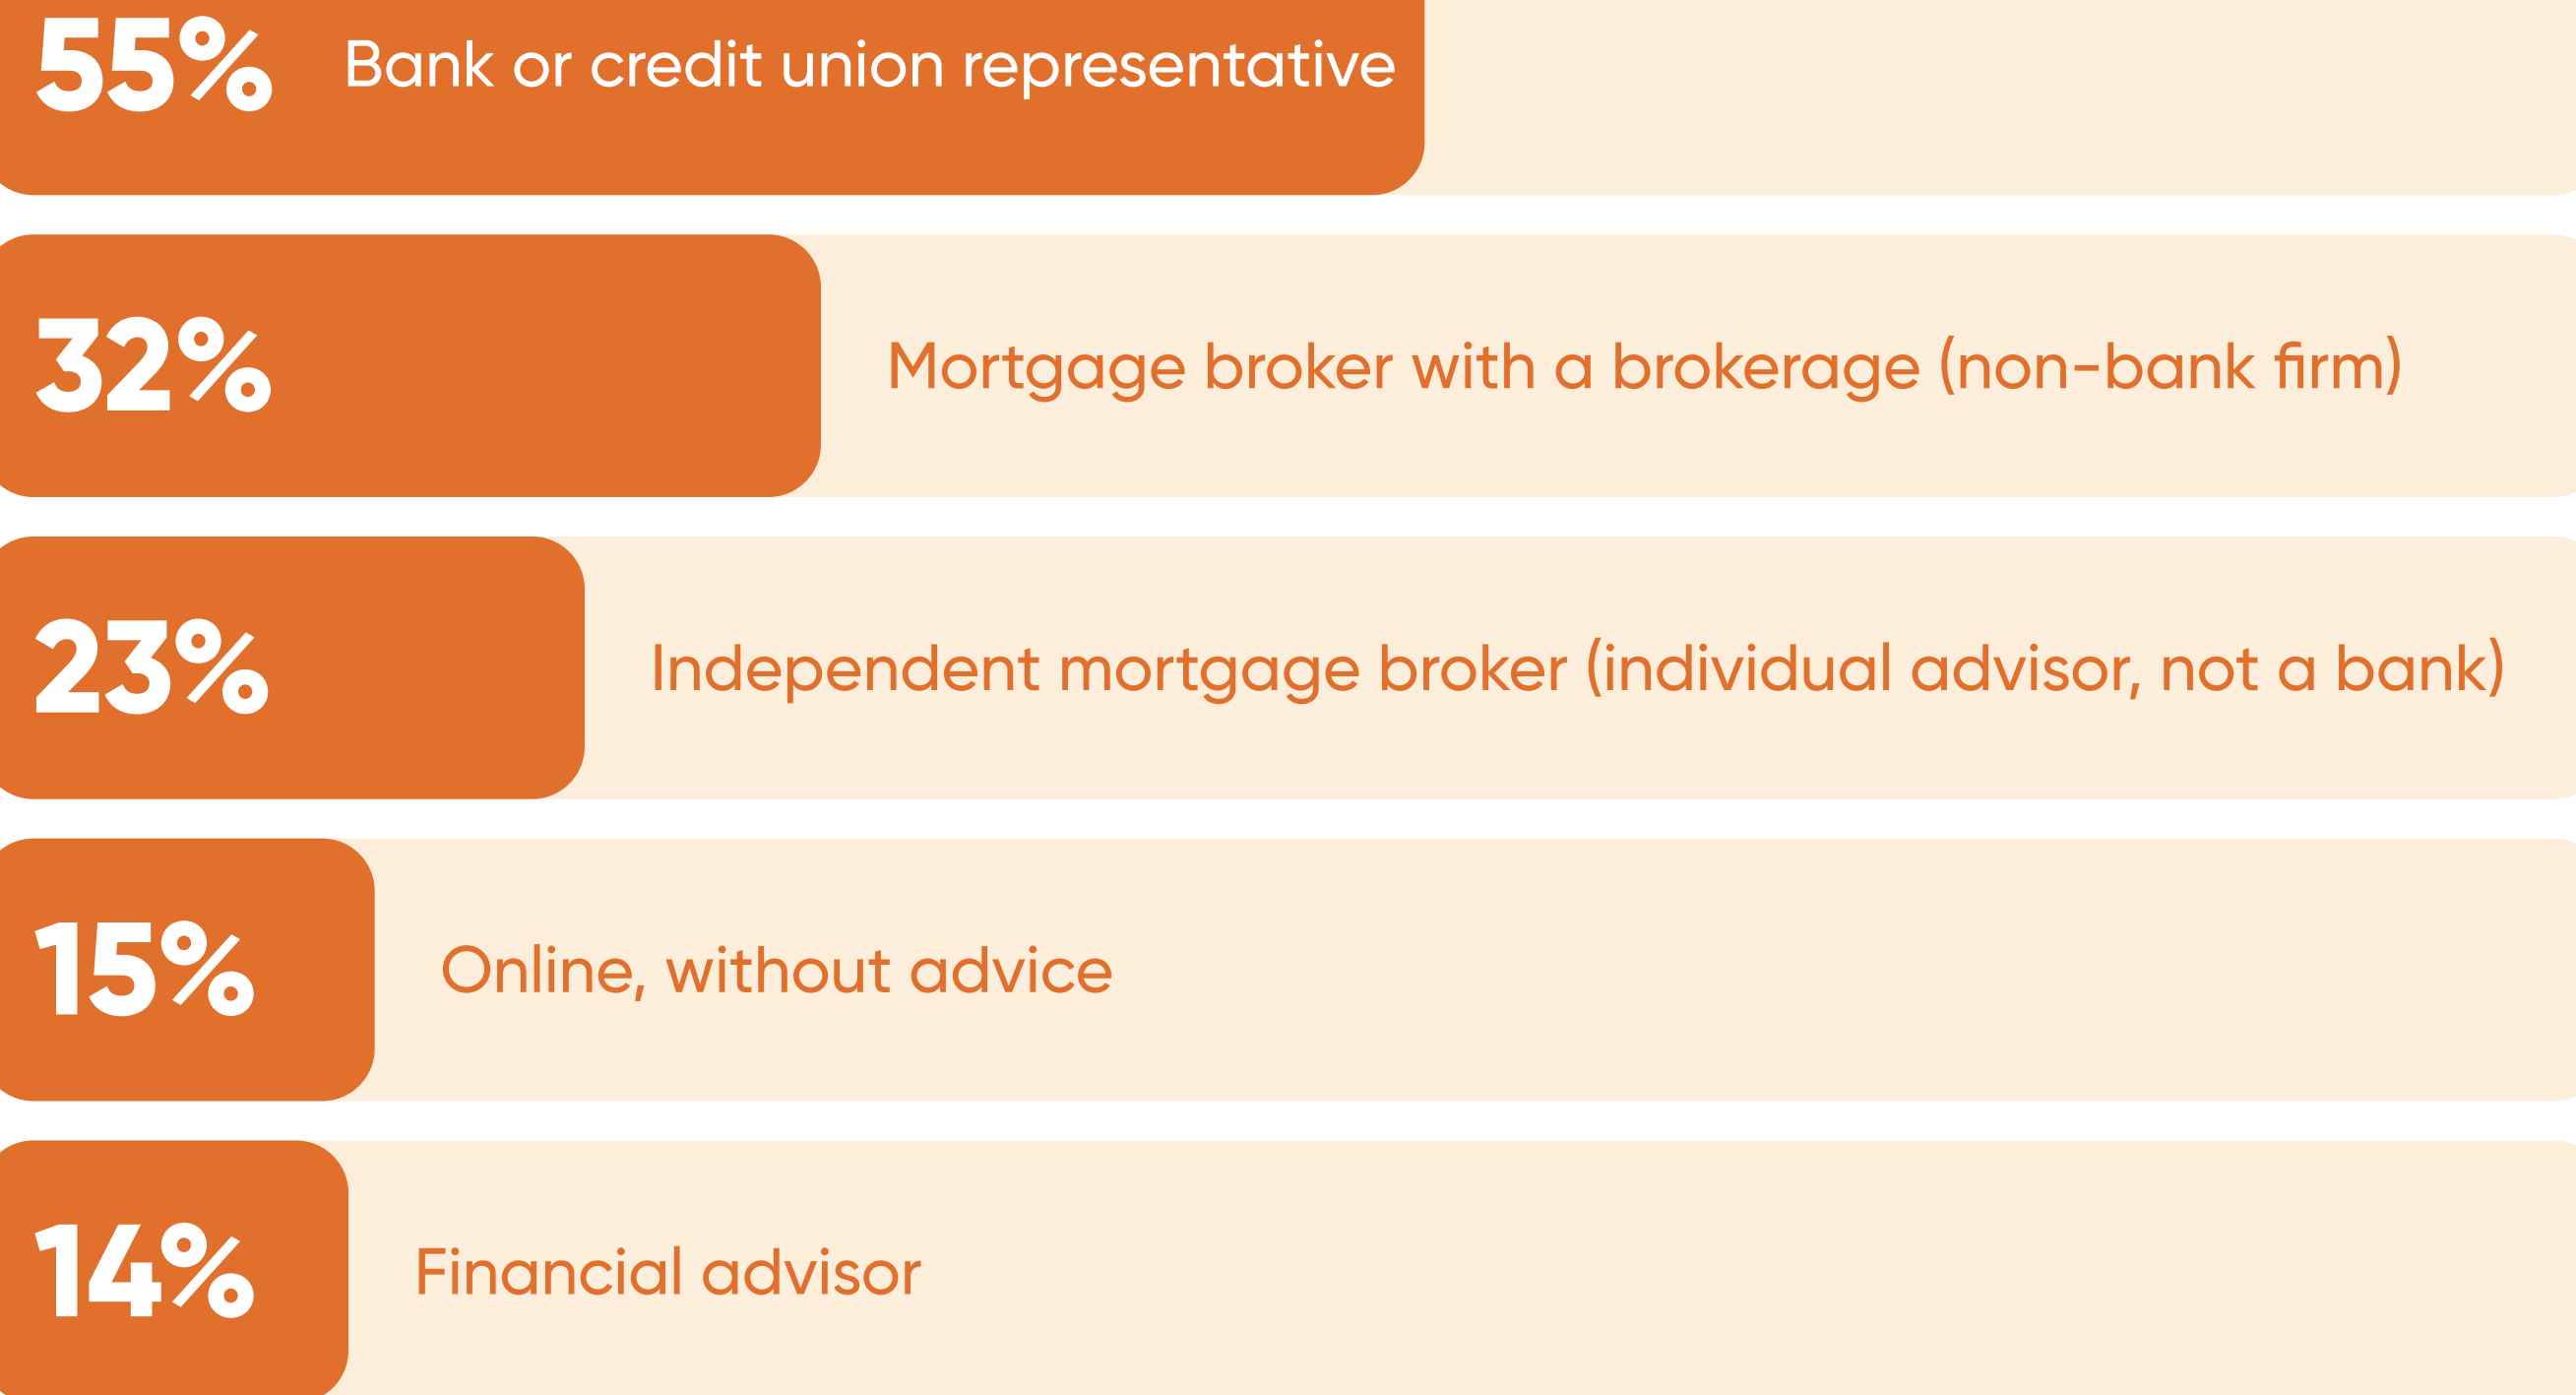 55% Bank or credit union representative
32% Mortgage broker with a brokerage (non-bank firm)
23% Independent mortgage broker (individual advisor, not a bank)
15% Online, without advice
14% Financial advisor